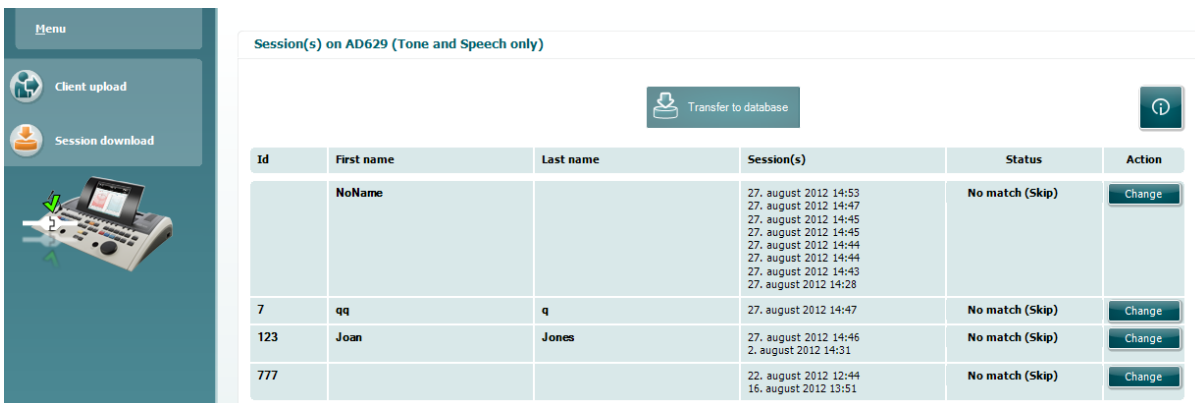 Menu
Client upload
Session download
Session(s) on AD629 (Tone and Speech only)
Transfer to database
Id First name Last name Session(s) Status Action
NoName 27. august 2012 14:53 No match (Skip) Change
27. august 2012 14:47
27. august 2012 14:45
27. august 2012 14:45
27. august 2012 14:44
27. august 2012 14:44
27. august 2012 14:43
27. august 2012 14:28
7 qq q 27. august 2012 14:47 No match (Skip) Change
123 Joan Jones 27. august 2012 14:46 No match (Skip) Change
2. august 2012 14:31
777 22. august 2012 12:44 No match (Skip) Change
16. august 2012 13:51